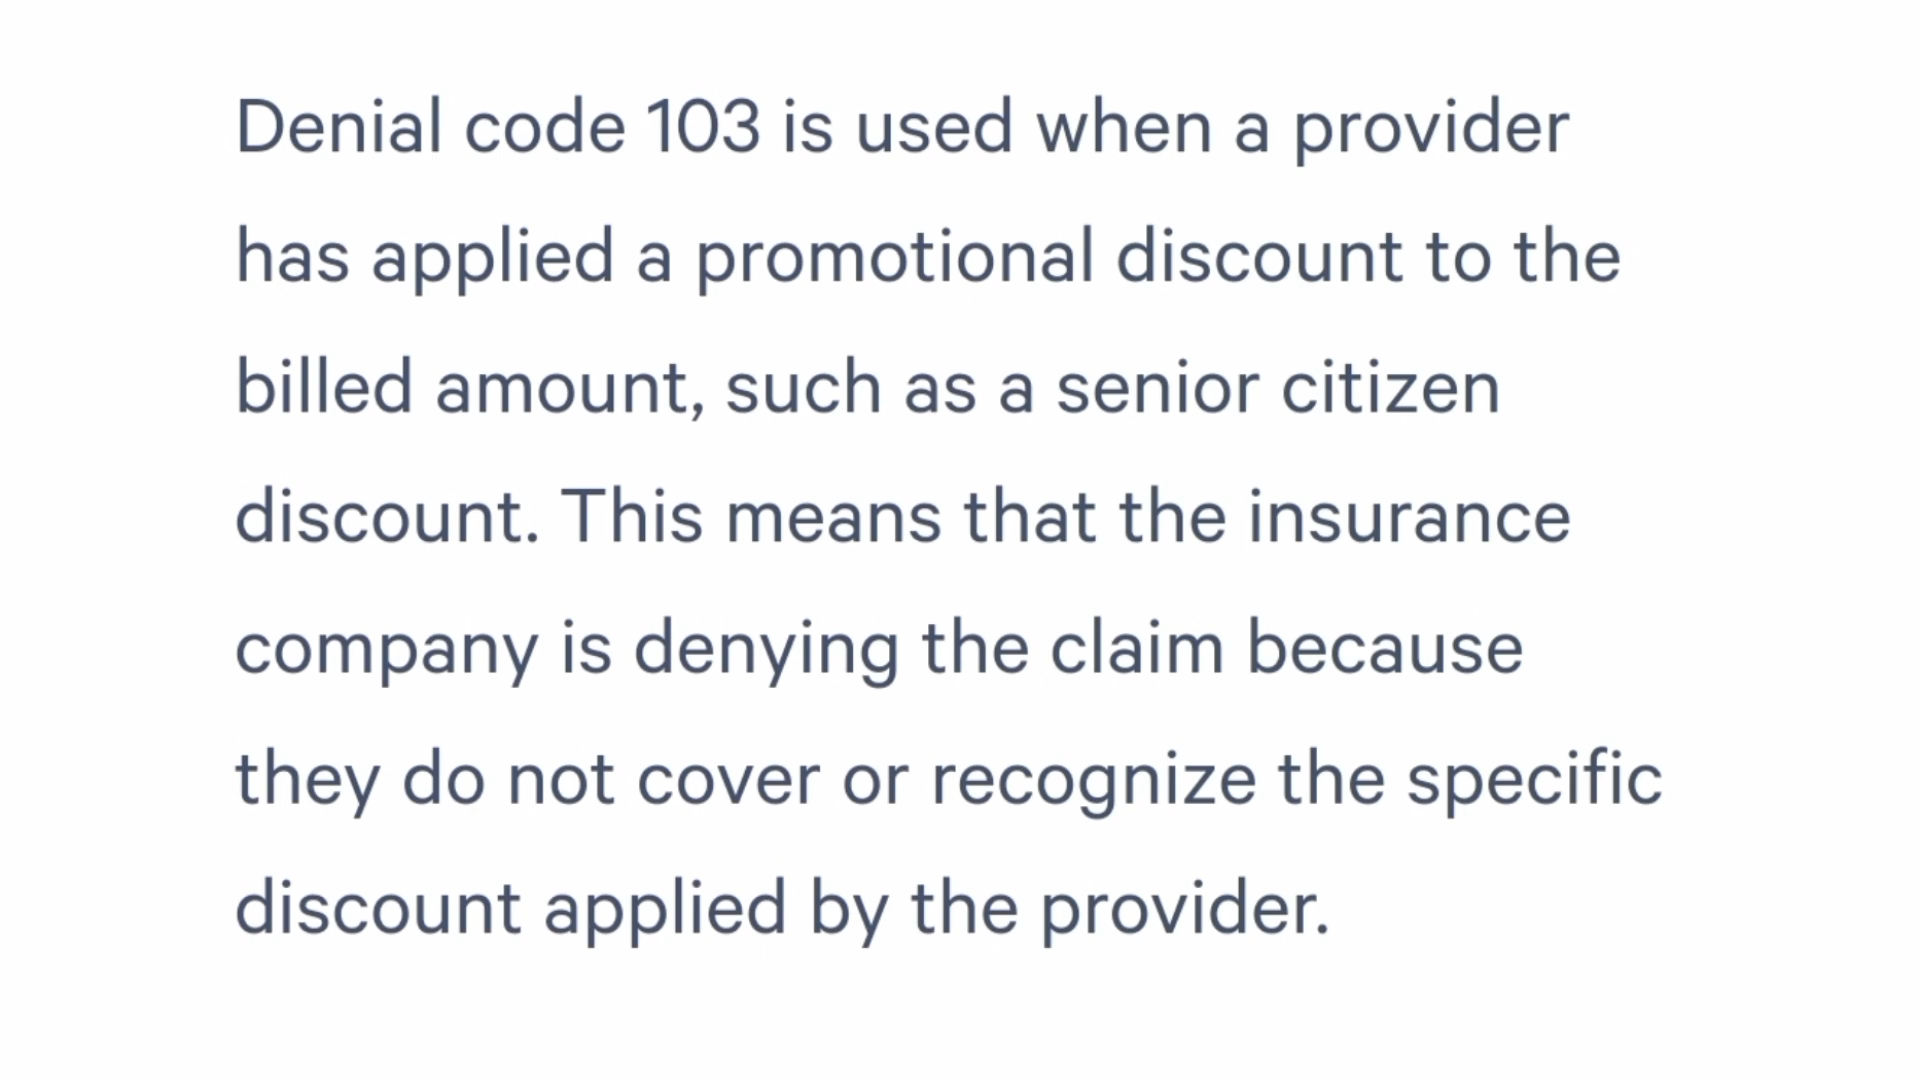 Denial code 103 is used when a provider
has applied a promotional discount to the
billed amount, such as a senior citizen
discount. This means that the insurance
company is denying the claim because
they do not cover or recognize the specific
discount applied by the provider.